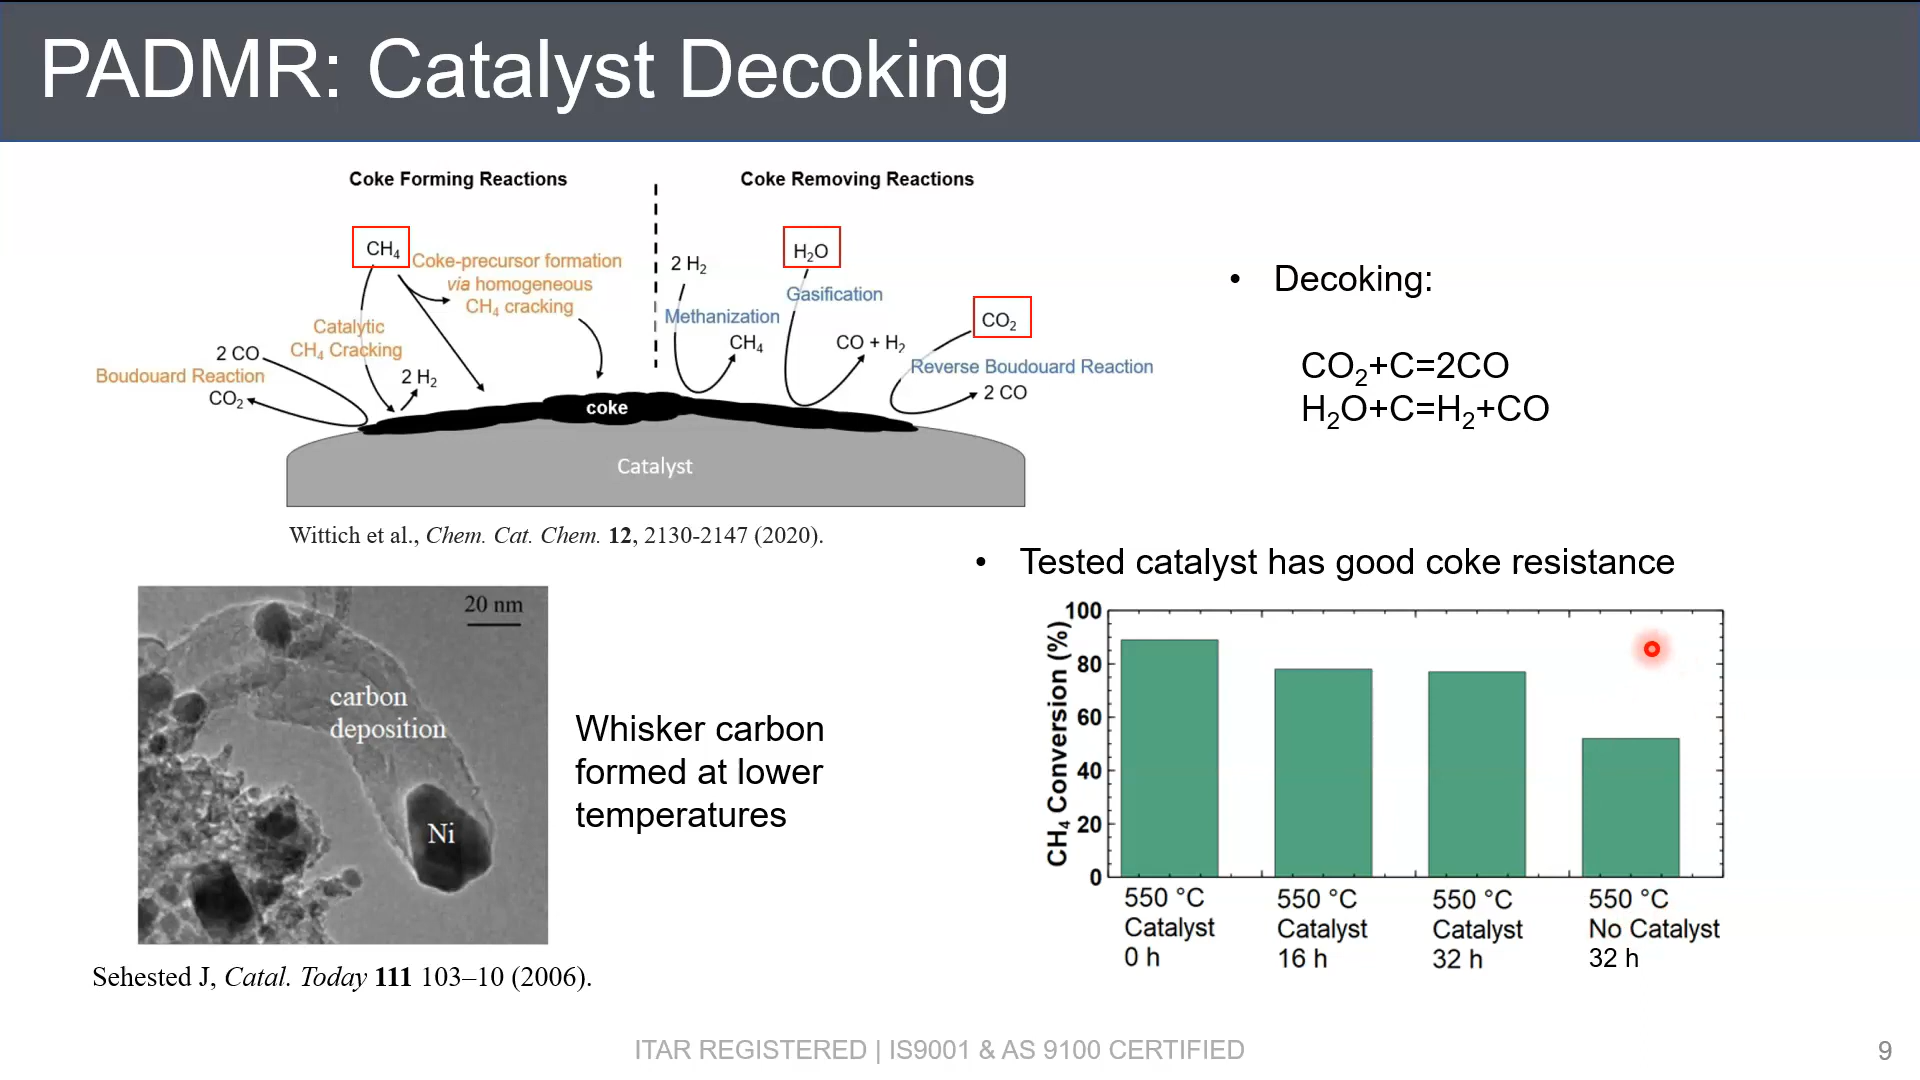 PADMR: Catalyst Decoking
Coke Forming Reactions
Coke Removing Reactions
CH₄
Coke-precursor formation
via homogeneous
CH₄ cracking
Catalytic
CH₄ Cracking
2 CO
Boudouard Reaction
CO₂
2 H₂
2 H₂
Methanization
CH₄
H₂O
Gasification
CO + H₂
CO₂
Reverse Boudouard Reaction
2 CO
coke
Catalyst
Wittich et al., Chem. Cat. Chem. 12, 2130-2147 (2020).
• Decoking:
CO₂+C=2CO
H₂O+C=H₂+CO
20 nm
carbon
deposition
Ni
Whisker carbon
formed at lower
temperatures
Sehested J, Catal. Today 111 103–10 (2006).
• Tested catalyst has good coke resistance
CH₄ Conversion (%)
100
80
60
40
20
0
550 °C
Catalyst
0 h
550 °C
Catalyst
16 h
550 °C
Catalyst
32 h
550 °C
No Catalyst
32 h
ITAR REGISTERED | IS9001 & AS 9100 CERTIFIED
9